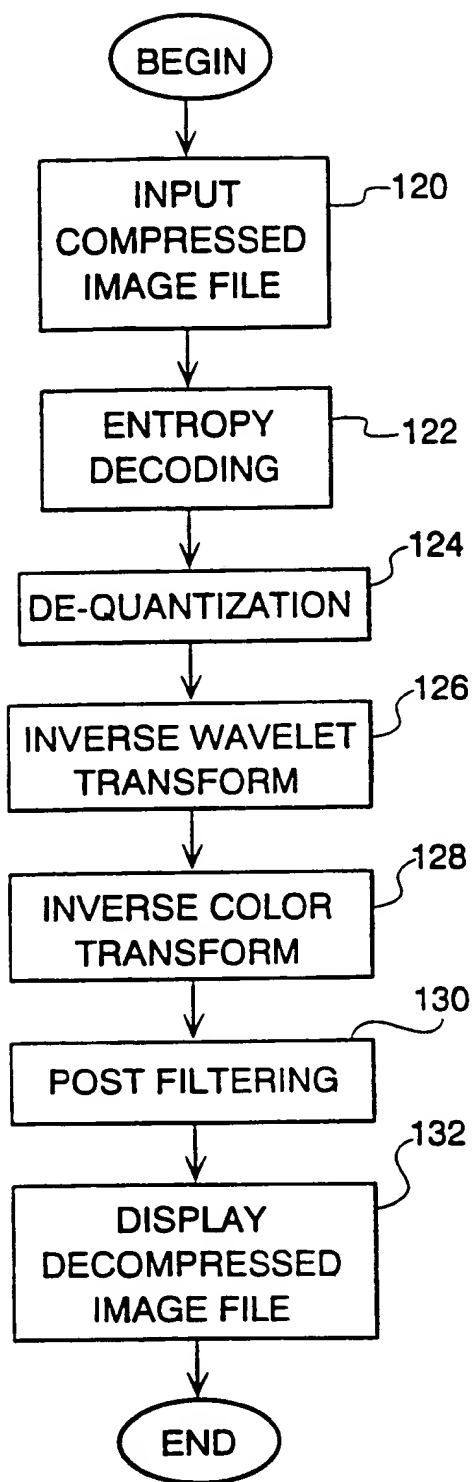 BEGIN
INPUT
COMPRESSED
IMAGE FILE
120
ENTROPY
DECODING
122
124
DE-QUANTIZATION
126
INVERSE WAVELET
TRANSFORM
128
INVERSE COLOR
TRANSFORM
130
POST FILTERING
132
DISPLAY
DECOMPRESSED
IMAGE FILE
END